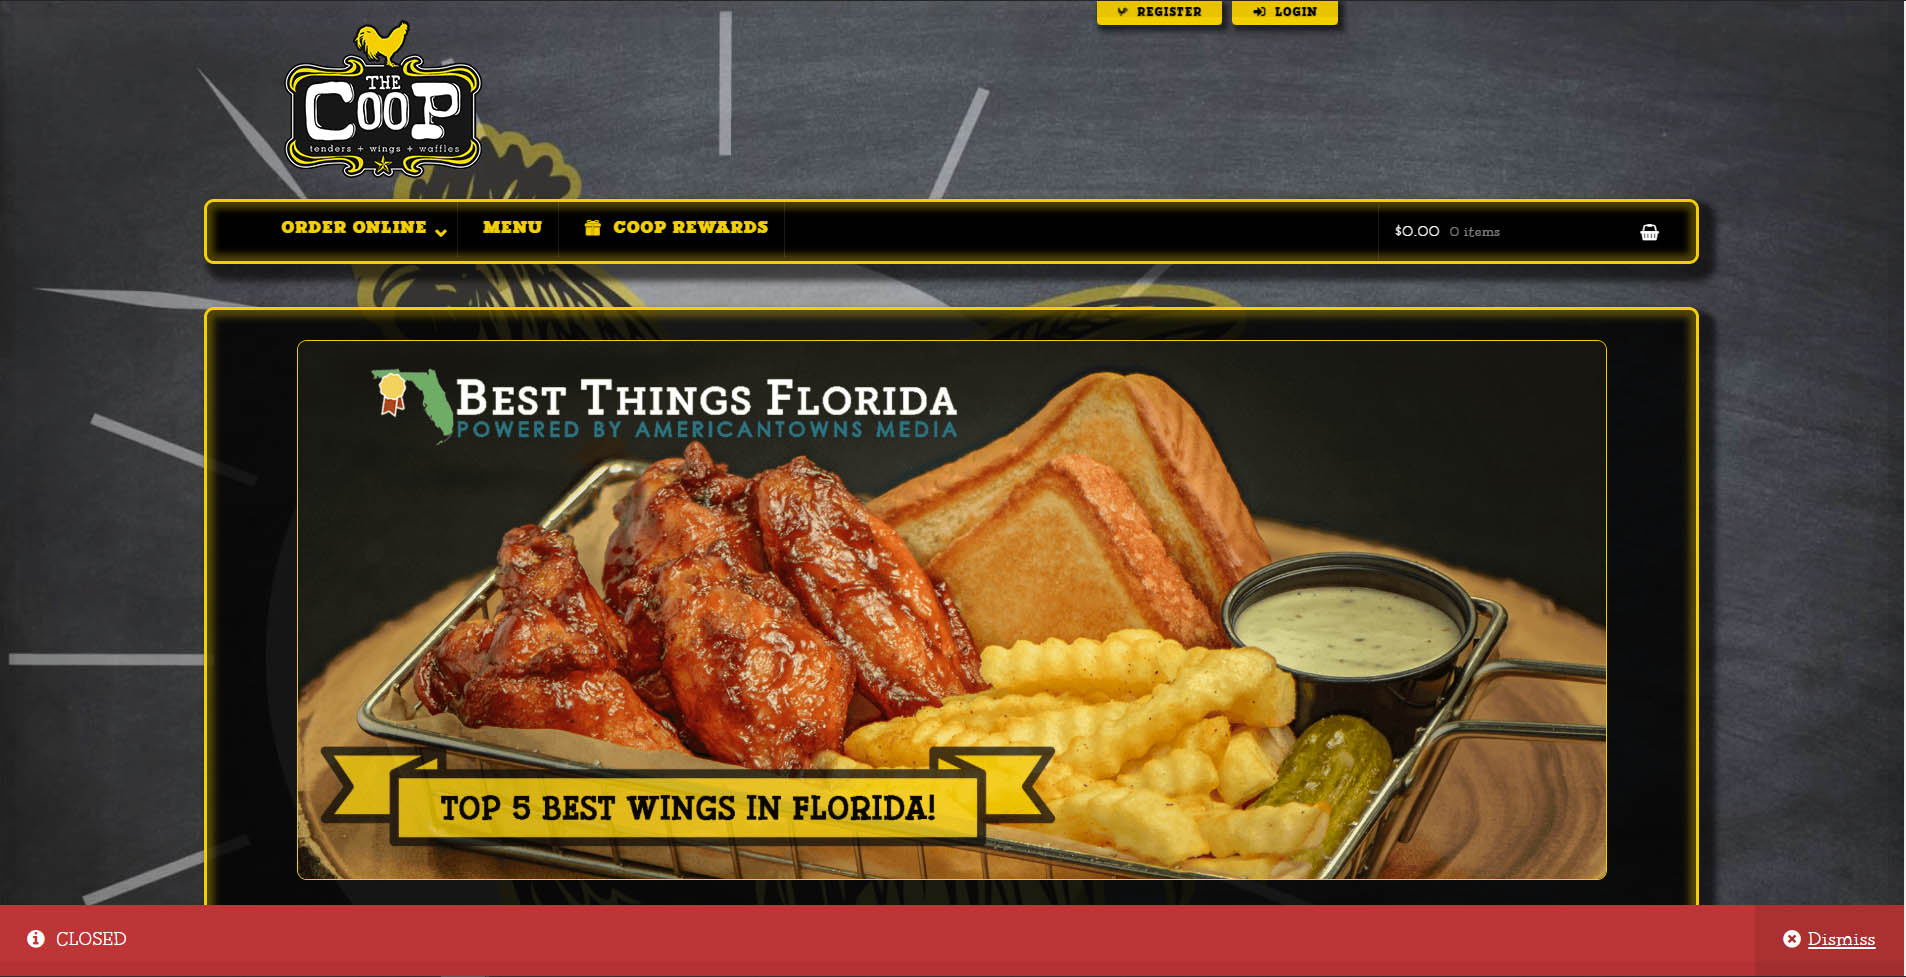 REGISTER
LOGIN
THE
COOP
tenders + wings + waffles
ORDER ONLINE
MENU
COOP REWARDS
$0.00 0 items
BEST THINGS FLORIDA
POWERED BY AMERICANTOWNS MEDIA
TOP 5 BEST WINGS IN FLORIDA!
CLOSED
Dismiss